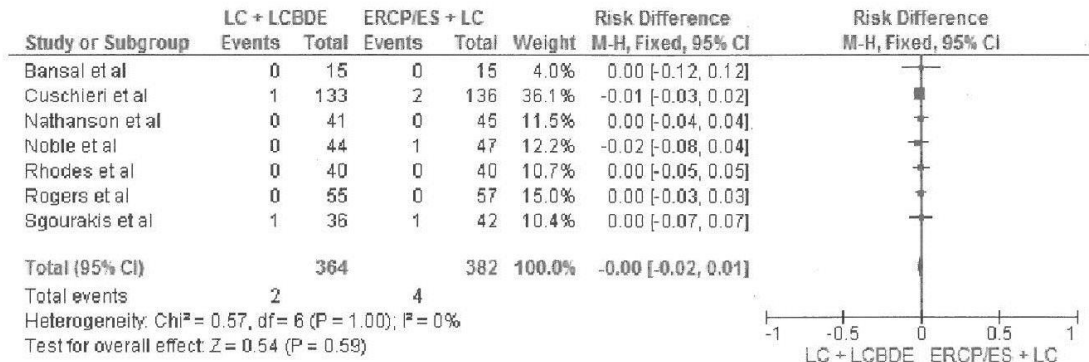 LC + LCBDE ERCP/ES + LC Risk Difference Risk Difference
Study or Subgroup Events Total Events Total Weight M-H, Fixed, 95% CI M-H, Fixed, 95% CI
Bansal et al 0 15 0 15 4.0% 0.00 [-0.12, 0.12]
Cuschieri et al 1 133 2 136 36.1% -0.01 [-0.03, 0.02]
Nathanson et al 0 41 0 45 11.5% 0.00 [-0.04, 0.04]
Noble et al 0 44 1 47 12.2% -0.02 [-0.08, 0.04]
Rhodes et al 0 40 0 40 10.7% 0.00 [-0.05, 0.05]
Rogers et al 0 55 0 57 15.0% 0.00 [-0.03, 0.03]
Sgourakis et al 1 36 1 42 10.4% 0.00 [-0.07, 0.07]
Total (95% CI) 364 382 100.0% -0.00 [-0.02, 0.01]
Total events 2 4
Heterogeneity: Chi² = 0.57, df = 6 (P = 1.00); I² = 0%
Test for overall effect: Z = 0.54 (P = 0.59)
-1 -0.5 0 0.5 1
LC + LCBDE ERCP/ES + LC